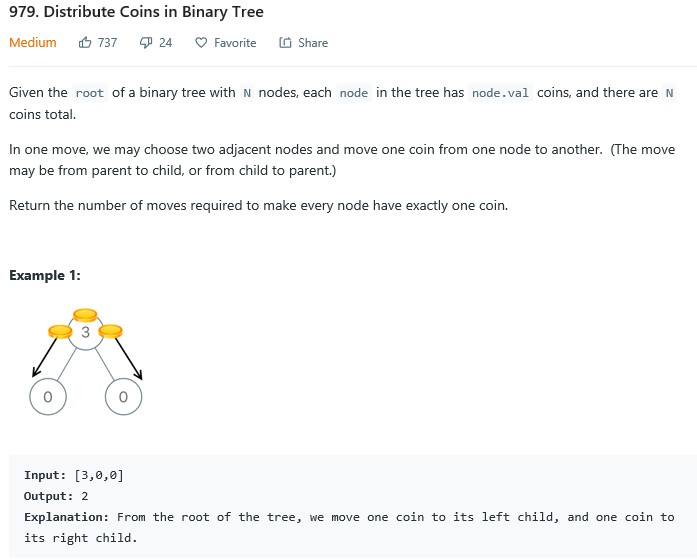 979. Distribute Coins in Binary Tree
Medium 737 24 Favorite Share
Given the root of a binary tree with N nodes, each node in the tree has node.val coins, and there are N
coins total.
In one move, we may choose two adjacent nodes and move one coin from one node to another. (The move
may be from parent to child, or from child to parent.)
Return the number of moves required to make every node have exactly one coin.
Example 1:
3
0 0
Input: [3,0,0]
Output: 2
Explanation: From the root of the tree, we move one coin to its left child, and one coin to
its right child.